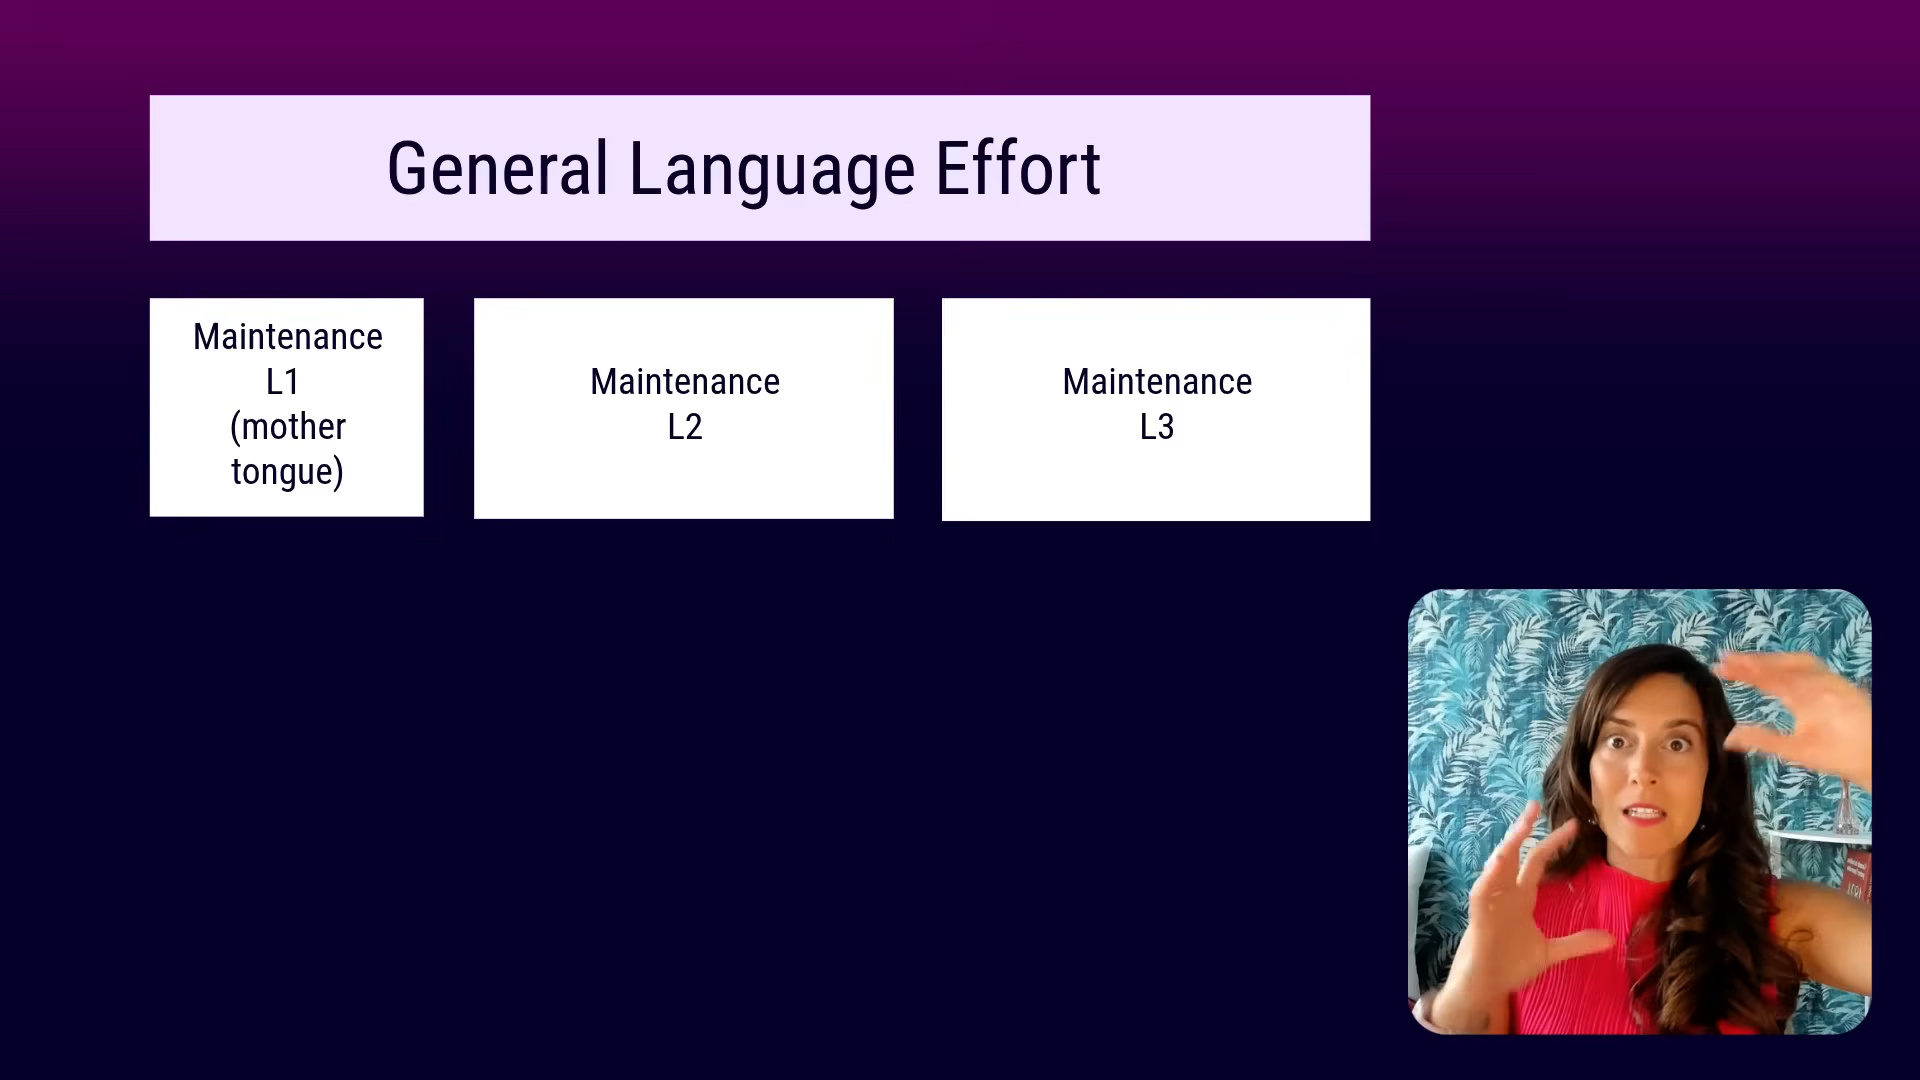 General Language Effort
Maintenance
L1
(mother
tongue)
Maintenance
L2
Maintenance
L3